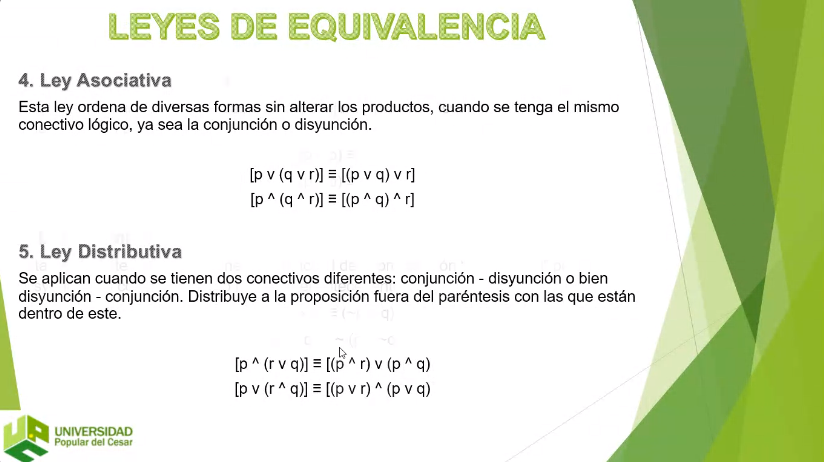 LEYES DE EQUIVALENCIA
4. Ley Asociativa
Esta ley ordena de diversas formas sin alterar los productos, cuando se tenga el mismo
conectivo lógico, ya sea la conjunción o disyunción.
[p v (q v r)] ≡ [(p v q) v r]
[p ^ (q ^ r)] ≡ [(p ^ q) ^ r]
5. Ley Distributiva
Se aplican cuando se tienen dos conectivos diferentes: conjunción - disyunción o bien
disyunción - conjunción. Distribuye a la proposición fuera del paréntesis con las que están
dentro de este.
[p ^ (r v q)] ≡ [(p ^ r) v (p ^ q)
[p v (r ^ q)] ≡ [(p v r) ^ (p v q)
UNIVERSIDAD
Popular del Cesar